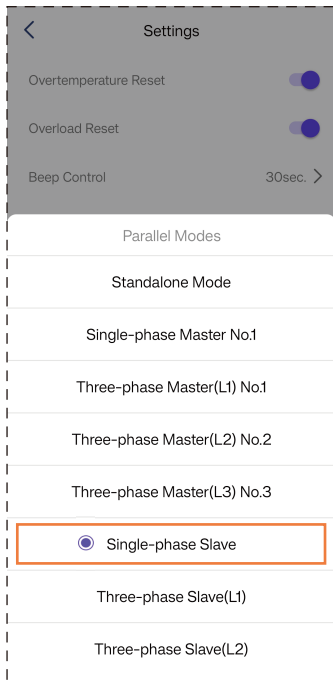 Settings
Overtemperature Reset
Overload Reset
Beep Control 30sec.
Parallel Modes
Standalone Mode
Single-phase Master No.1
Three-phase Master(L1) No.1
Three-phase Master(L2) No.2
Three-phase Master(L3) No.3
Single-phase Slave
Three-phase Slave(L1)
Three-phase Slave(L2)